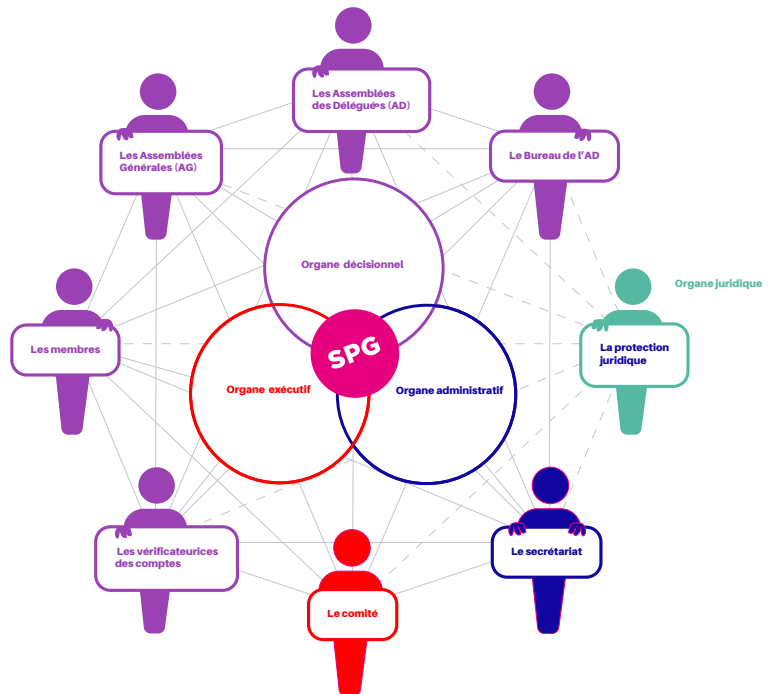 Les Assemblées
des Délégué•s (AD)
Les Assemblées
Générales (AG)
Le Bureau de l'AD
Organe décisionnel
Organe juridique
Les membres
SPG
La protection
juridique
Organe exécutif
Organe administratif
Les vérificateurices
des comptes
Le secrétariat
Le comité